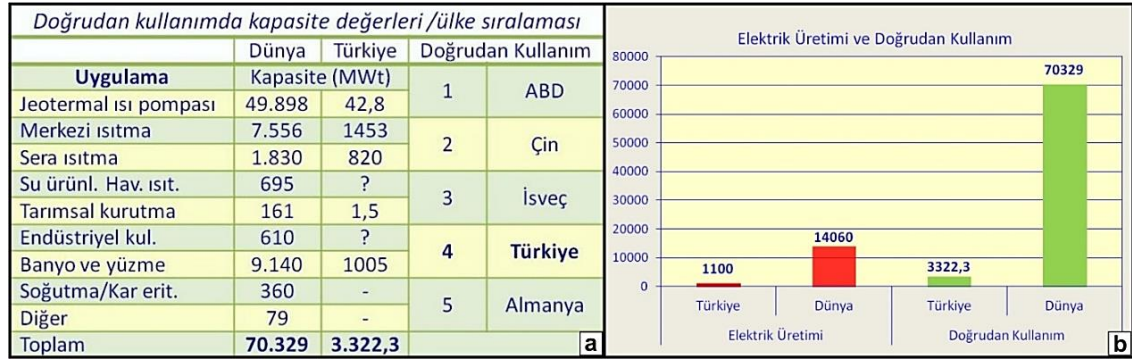 Doğrudan kullanımda kapasite değerleri /ülke sıralaması
Dünya Türkiye Doğrudan Kullanım
Uygulama Kapasite (MWt)
1 ABD
Jeotermal ısı pompası 49.898 42,8
Merkezi ısıtma 7.556 1453
2 Çin
Sera ısıtma 1.830 820
Su ürünl. Hav. ısıt. 695 ?
3 İsveç
Tarımsal kurutma 161 1,5
Endüstriyel kul. 610 ?
4 Türkiye
Banyo ve yüzme 9.140 1005
Soğutma/Kar erit. 360 -
5 Almanya
Diğer 79 -
Toplam 70.329 3.322,3
a
Elektrik Üretimi ve Doğrudan Kullanım
80000
70000
60000
50000
40000
30000
20000
10000
0
1100
14060
3322,3
70329
Türkiye Dünya Türkiye Dünya
Elektrik Üretimi Doğrudan Kullanım
b